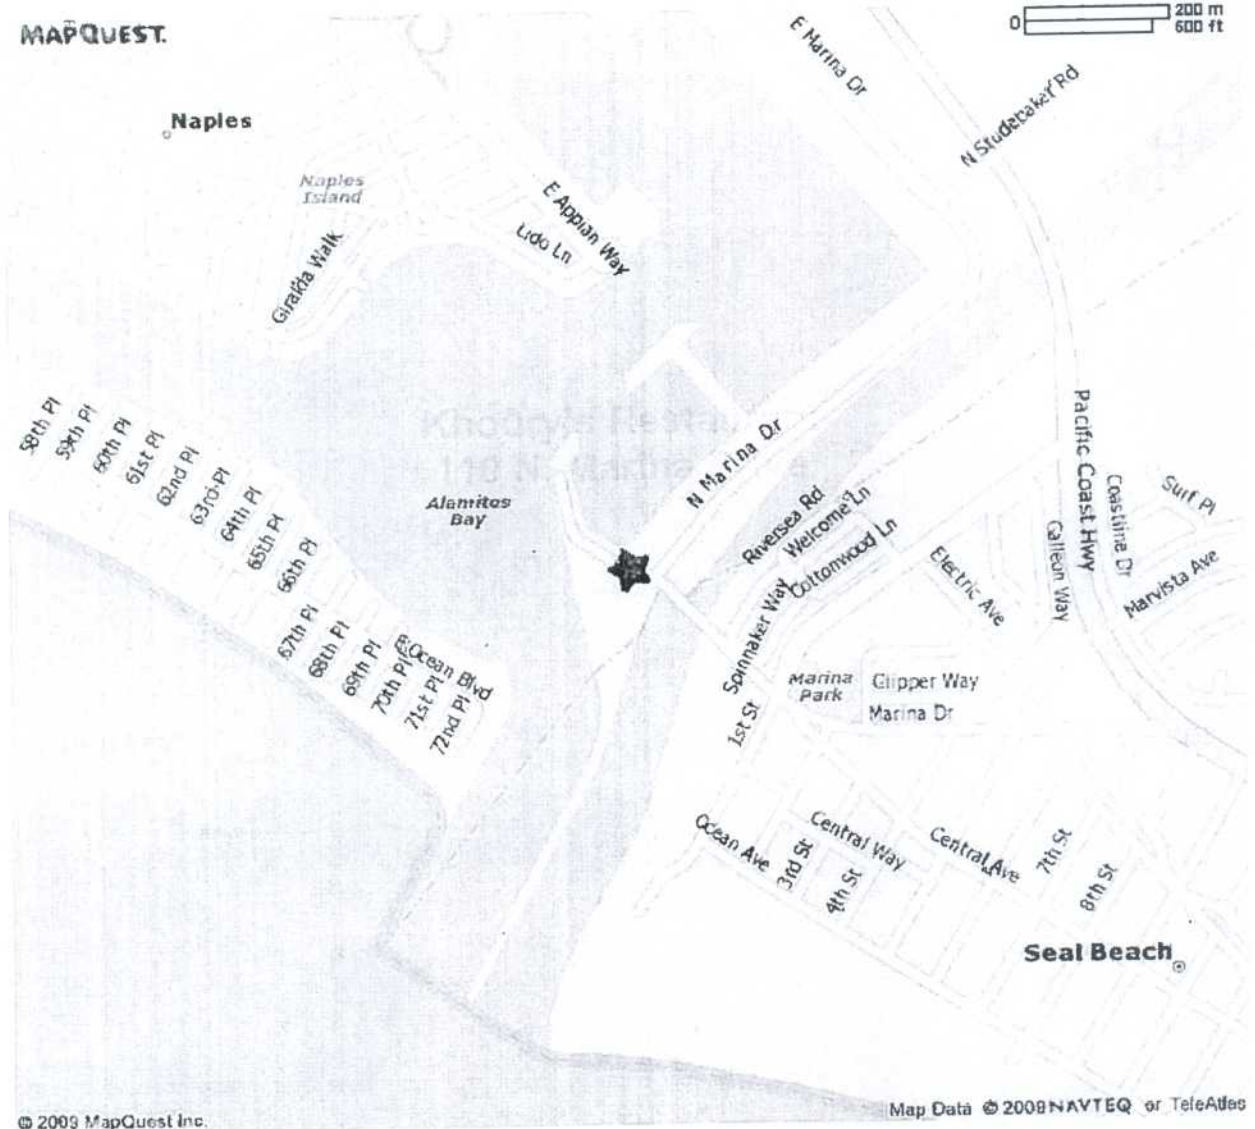 MAPQUEST.
0
200 m
600 ft
E Marina Dr
N Studebaker Rd
Naples
Naples
Island
E Appian Way
Lido Ln
Giralda Walk
58th Pl
59th Pl
60th Pl
61st Pl
62nd Pl
63rd Pl
64th Pl
65th Pl
66th Pl
67th Pl
68th Pl
69th Pl
70th Pl
71st Pl
72nd Pl
E Ocean Blvd
Alamitos
Bay
N Marina Dr
Riversea Rd
Welcome Ln
Cottonwood Ln
Spinnaker Way
Electric Ave
Pacific Coast Hwy
Galleon Way
Coastline Dr
Surf Pl
Marvista Ave
1st St
Marina
Park
Clipper Way
Marina Dr
Ocean Ave
3rd St
4th St
Central Way
Central Ave
7th St
8th St
Seal Beach
© 2009 MapQuest Inc.
Map Data © 2009 NAVTEQ or TeleAtlas